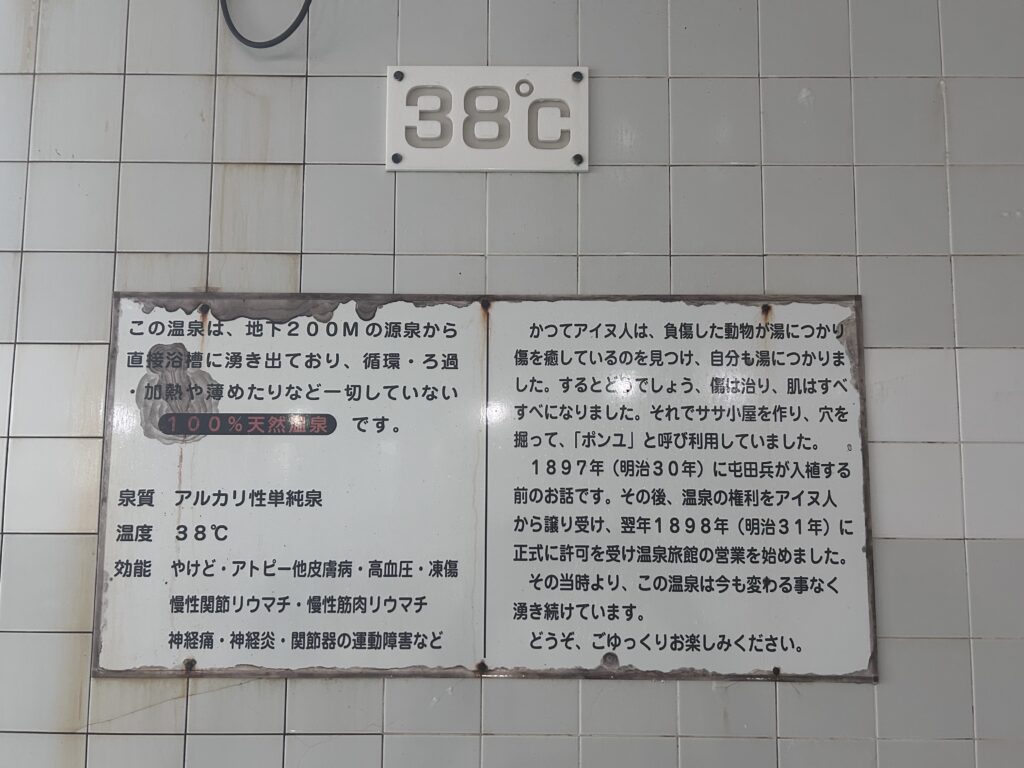 38℃
この温泉は、地下200Mの源泉から
直接浴槽に湧き出ており、循環・ろ過
・加熱や薄めたりなど一切していない
100%天然温泉 です。
泉質 アルカリ性単純泉
温度 38℃
効能 やけど・アトピー他皮膚病・高血圧・凍傷
慢性関節リウマチ・慢性筋肉リウマチ
神経痛・神経炎・関節器の運動障害など
かつてアイヌ人は、負傷した動物が湯につかり
傷を癒しているのを見つけ、自分も湯につかりま
した。するとどうでしょう、傷は治り、肌はすべ
すべになりました。それでササ小屋を作り、穴を
掘って、「ポンユ」と呼び利用していました。
1897年(明治30年)に屯田兵が入植する
前のお話です。その後、温泉の権利をアイヌ人
から譲り受け、翌年1898年(明治31年)に
正式に許可を受け温泉旅館の営業を始めました。
その当時より、この温泉は今も変わる事なく
湧き続けています。
どうぞ、ごゆっくりお楽しみください。